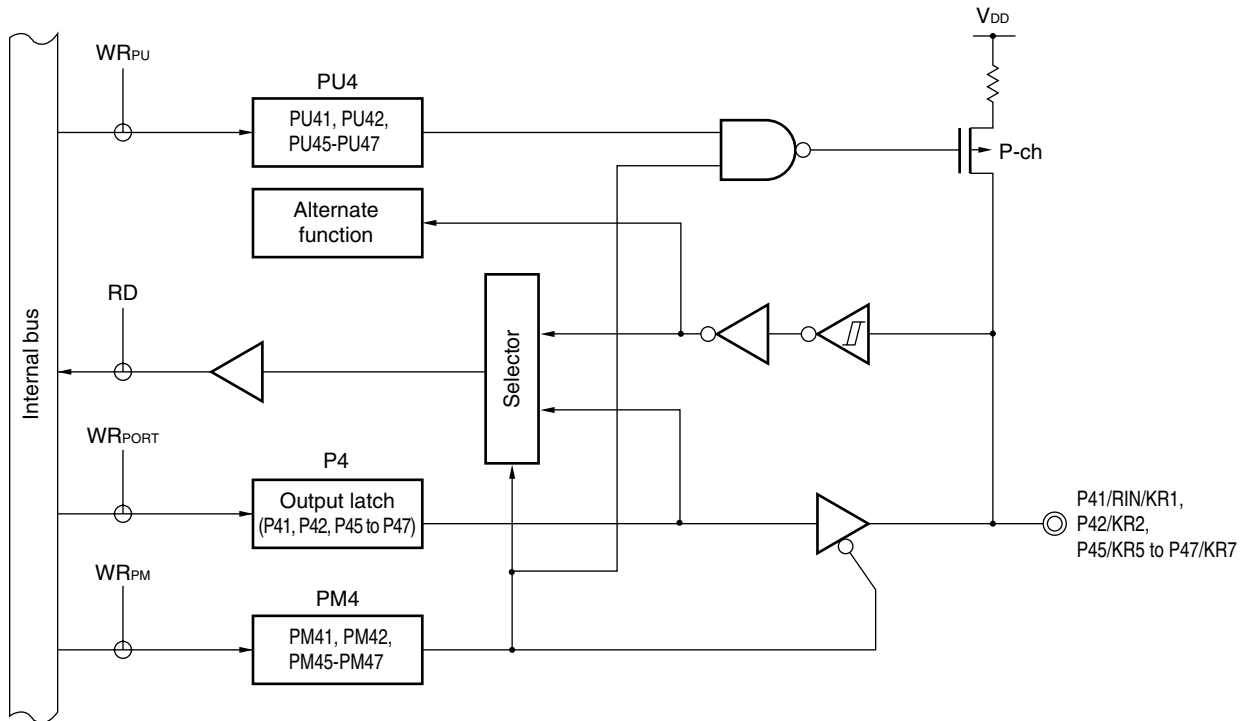 VDD
WRPU
PU4
PU41, PU42,
PU45-PU47
P-ch
Alternate
function
RD
Selector
Internal bus
WRPORT
P4
Output latch
(P41, P42, P45 to P47)
P41/RIN/KR1,
P42/KR2,
P45/KR5 to P47/KR7
WRPM
PM4
PM41, PM42,
PM45-PM47